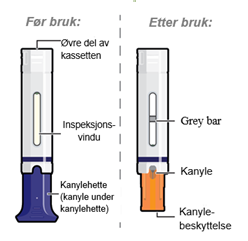 Før bruk:
Etter bruk:
Øvre del av
kassetten
Inspeksjons-
vindu
Kanylehette
(kanyle under
kanylehette)
Grey bar
Kanyle
Kanyle-
beskyttelse